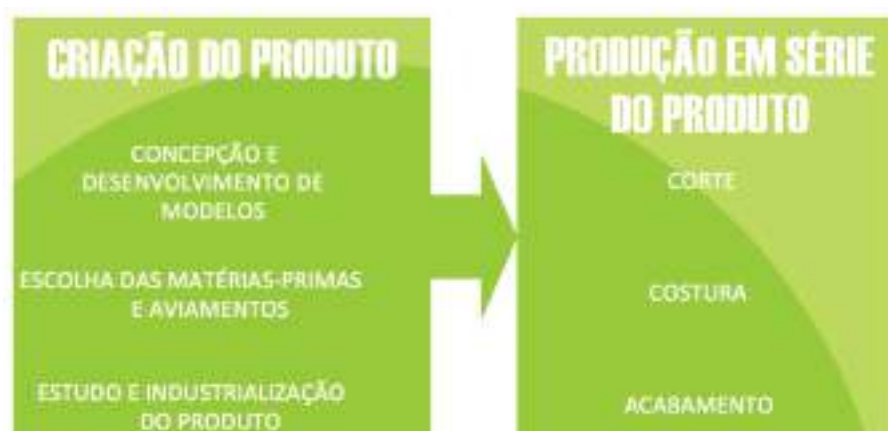 CRIAÇÃO DO PRODUTO
CONCEPÇÃO E
DESENVOLVIMENTO DE
MODELOS
ESCOLHA DAS MATÉRIAS-PRIMAS
E AVIAMENTOS
ESTUDO E INDUSTRIALIZAÇÃO
DO PRODUTO
PRODUÇÃO EM SÉRIE
DO PRODUTO
CORTE
COSTURA
ACABAMENTO